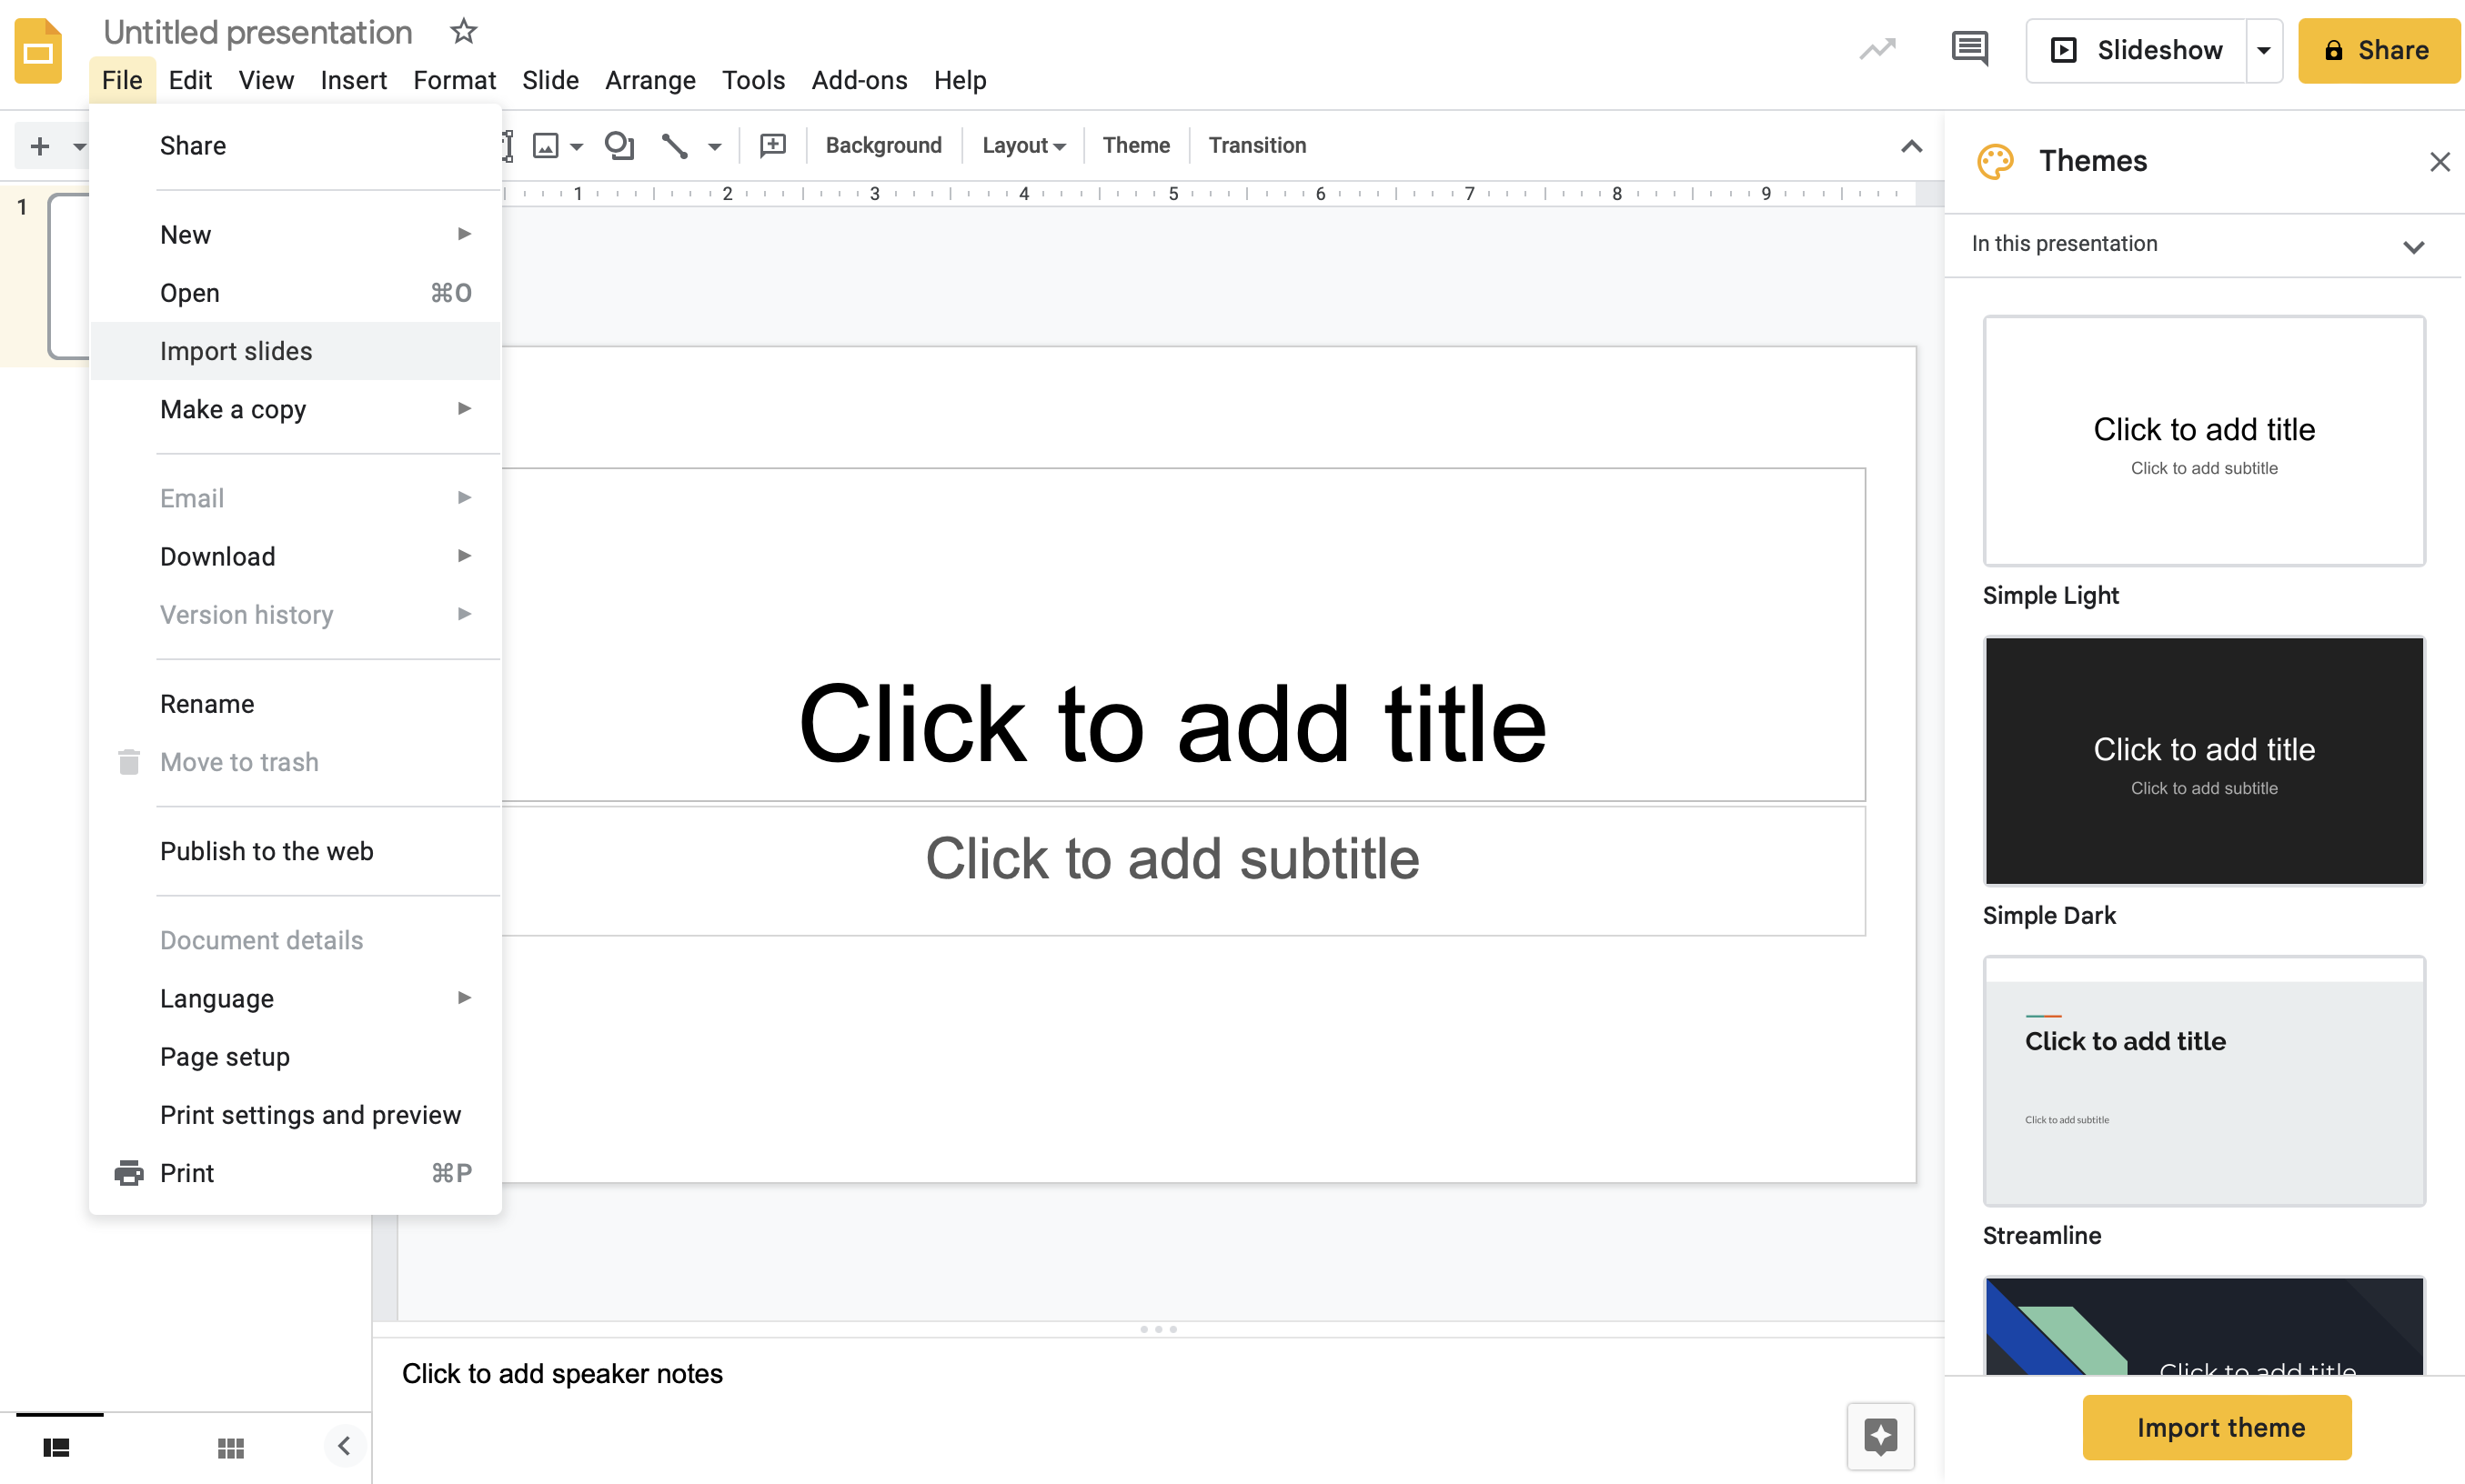 Untitled presentation
File Edit View Insert Format Slide Arrange Tools Add-ons Help
Slideshow
Share
Background Layout Theme Transition
1 2 3 4 5 6 7 8 9
1
Share
New
Open ⌘O
Import slides
Make a copy
Email
Download
Version history
Rename
Move to trash
Publish to the web
Document details
Language
Page setup
Print settings and preview
Print ⌘P
Click to add title
Click to add subtitle
Click to add speaker notes
Themes
In this presentation
Click to add title
Click to add subtitle
Simple Light
Click to add title
Click to add subtitle
Simple Dark
Click to add title
Click to add subtitle
Streamline
Click to add title
Import theme